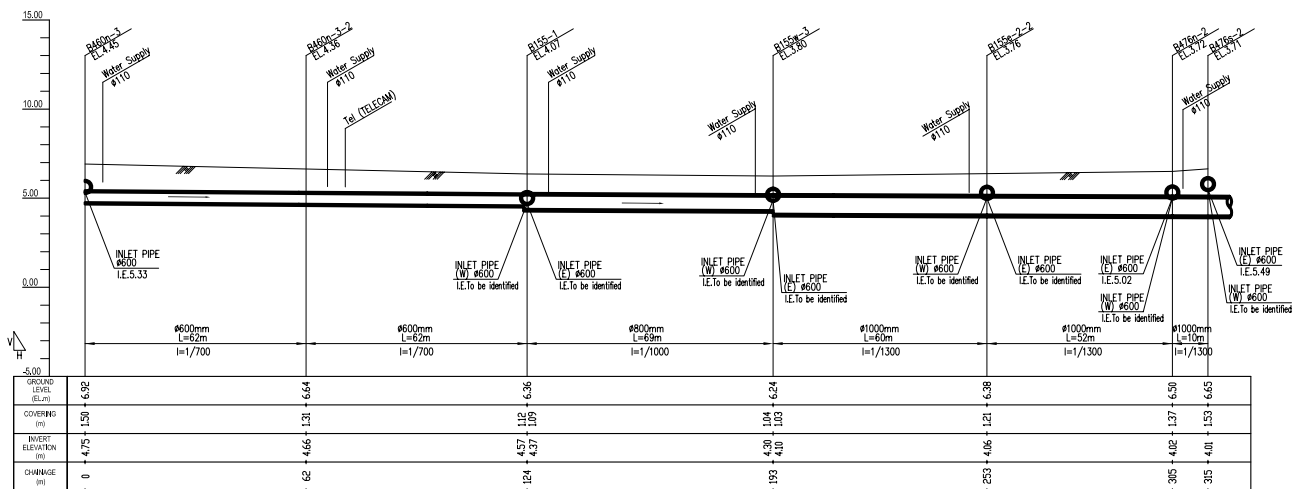 15.00
10.00
5.00
0.00
-5.00
V
H
B460n-3
EL.4.45
Water Supply
ø110
B460n-3-2
EL.4.36
Water Supply
ø110
Tel (TELECAM)
B155-1
EL.4.07
Water Supply
ø110
B155w-3
EL.3.80
Water Supply
ø110
B155e-2-2
EL.3.76
Water Supply
ø110
B476n-2
EL.3.72
B476s-2
EL.3.71
Water Supply
ø110
INLET PIPE
ø600
I.E.5.33
INLET PIPE
(W) ø600
I.E.To be identified
INLET PIPE
(E) ø600
I.E.To be identified
INLET PIPE
(W) ø600
I.E.To be identified
INLET PIPE
(E) ø600
I.E.To be identified
INLET PIPE
(W) ø600
I.E.To be identified
INLET PIPE
(E) ø600
I.E.To be identified
INLET PIPE
(E) ø600
I.E.5.02
INLET PIPE
(W) ø600
I.E.To be identified
INLET PIPE
(E) ø600
I.E.5.49
INLET PIPE
(W) ø600
I.E.To be identified
ø600mm
L=62m
I=1/700
ø600mm
L=62m
I=1/700
ø800mm
L=69m
I=1/1000
ø1000mm
L=60m
I=1/1300
ø1000mm
L=52m
I=1/1300
ø1000mm
L=10m
I=1/1300
GROUND
LEVEL
(EL.m)
6.92
6.64
6.36
6.24
6.38
6.50
6.65
COVERING
(m)
1.50
1.31
1.12
1.09
1.04
1.03
1.21
1.37
1.53
INVERT
ELEVATION
(m)
4.75
4.66
4.57
4.37
4.30
4.10
4.06
4.02
4.01
CHAINAGE
(m)
0
62
124
193
253
305
315